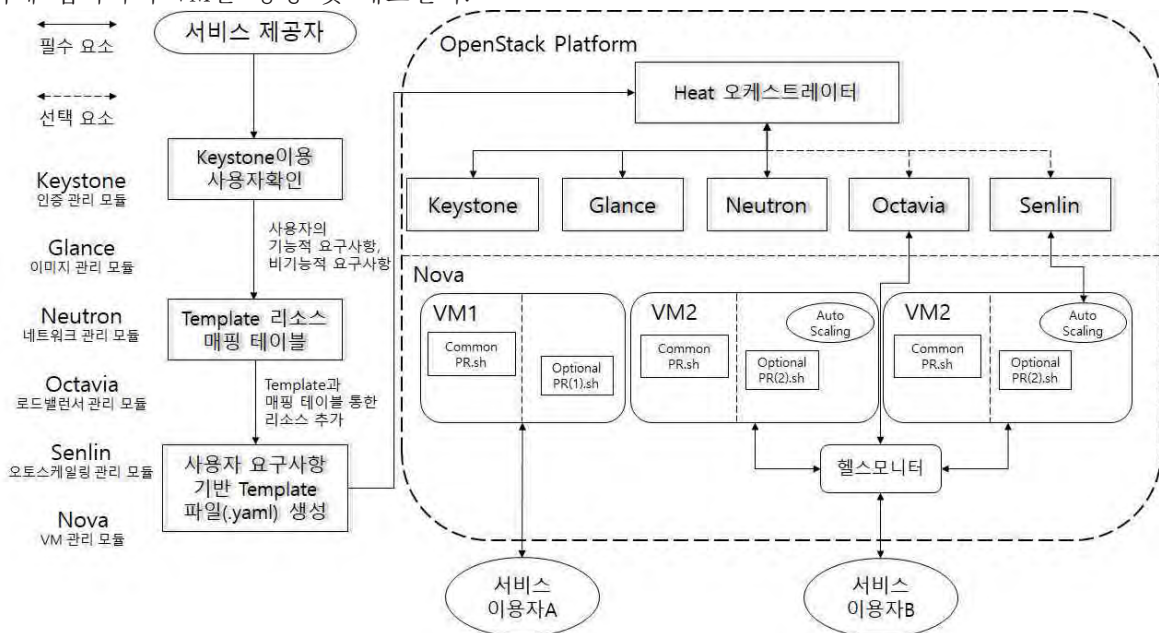 필수 요소
선택 요소
Keystone
인증 관리 모듈
Glance
이미지 관리 모듈
Neutron
네트워크 관리 모듈
Octavia
로드밸런서 관리 모듈
Senlin
오토스케일링 관리 모듈
Nova
VM 관리 모듈
서비스 제공자
Keystone이용
사용자확인
사용자의
기능적 요구사항,
비기능적 요구사항
Template 리소스
매핑 테이블
Template과
매핑 테이블 통한
리소스 추가
사용자 요구사항
기반 Template
파일(.yaml) 생성
OpenStack Platform
Heat 오케스트레이터
Keystone
Glance
Neutron
Octavia
Senlin
Nova
VM1
Common
PR.sh
Optional
PR(1).sh
VM2
Common
PR.sh
Auto
Scaling
Optional
PR(2).sh
VM2
Common
PR.sh
Auto
Scaling
Optional
PR(2).sh
헬스모니터
서비스
이용자A
서비스
이용자B